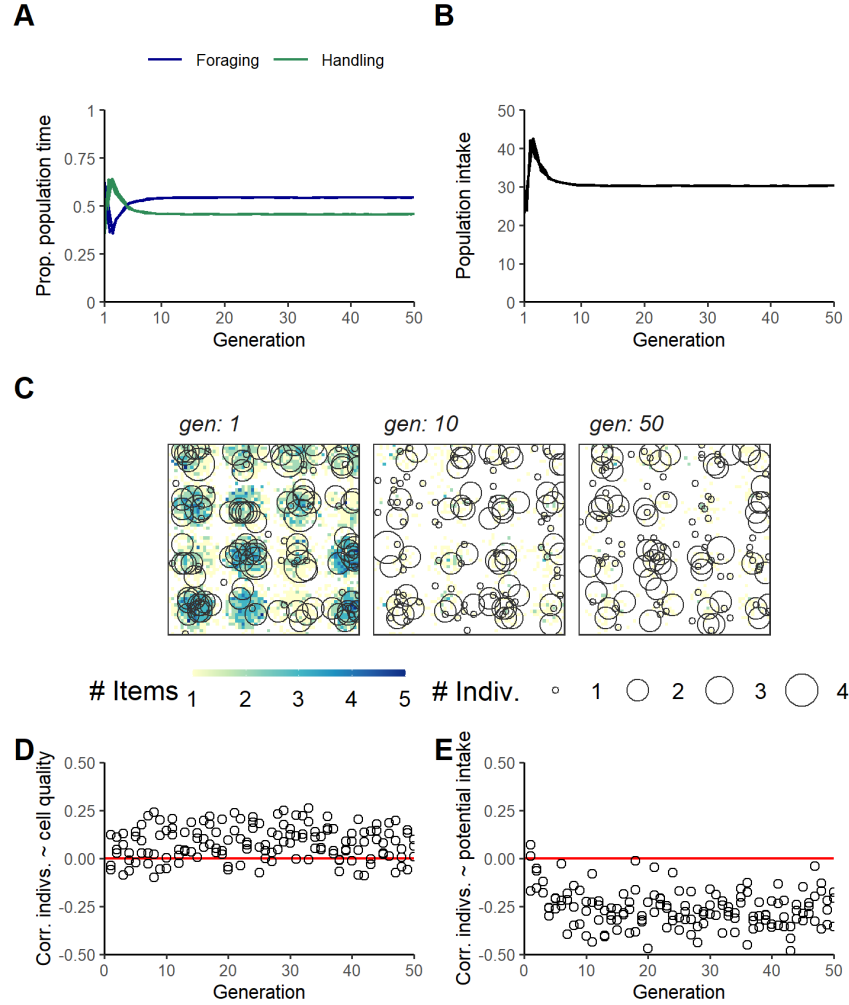 A
B
Foraging
Handling
Prop. population time
1
0.75
0.5
0.25
0
1 10 20 30 40 50
Generation
Population intake
50
40
30
20
10
0
1 10 20 30 40 50
Generation
C
gen: 1
gen: 10
gen: 50
# Items
1 2 3 4 5
# Indiv.
1 2 3 4
D
Corr. indivs. ~ cell quality
0.50
0.25
0.00
-0.25
-0.50
0 10 20 30 40 50
Generation
E
Corr. indivs. ~ potential intake
0.50
0.25
0.00
-0.25
-0.50
0 10 20 30 40 50
Generation